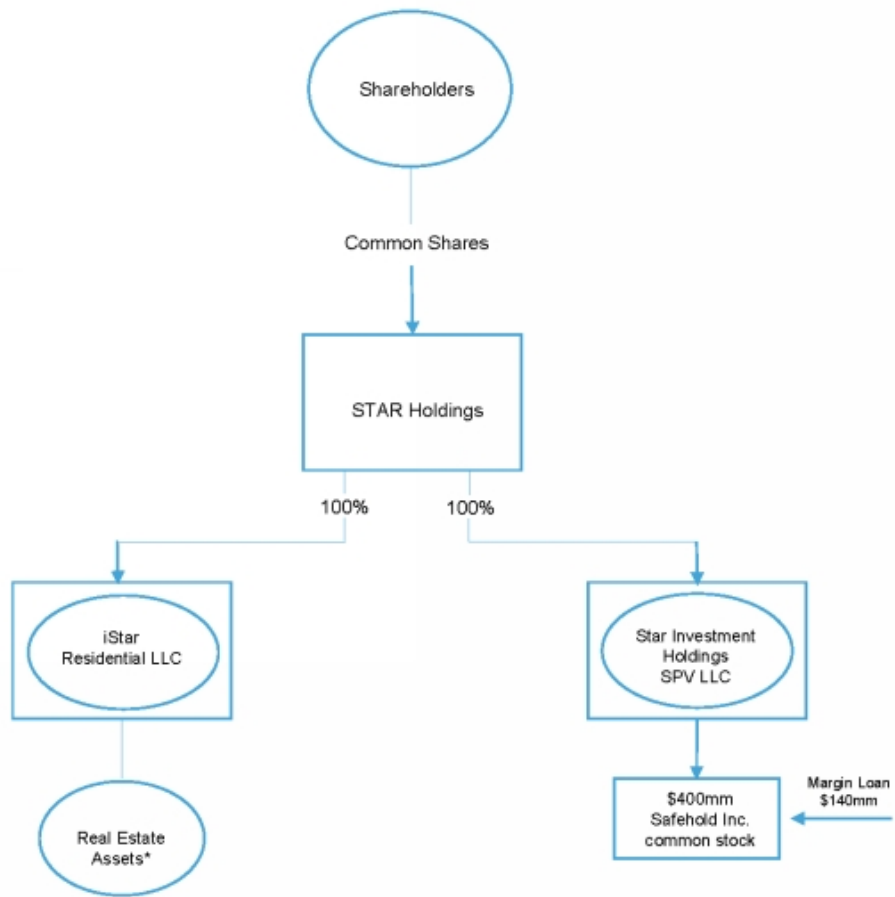 Shareholders
Common Shares
STAR Holdings
100%
100%
iStar
Residential LLC
Star Investment
Holdings
SPV LLC
Real Estate
Assets*
$400mm
Safehold Inc.
common stock
Margin Loan
$140mm